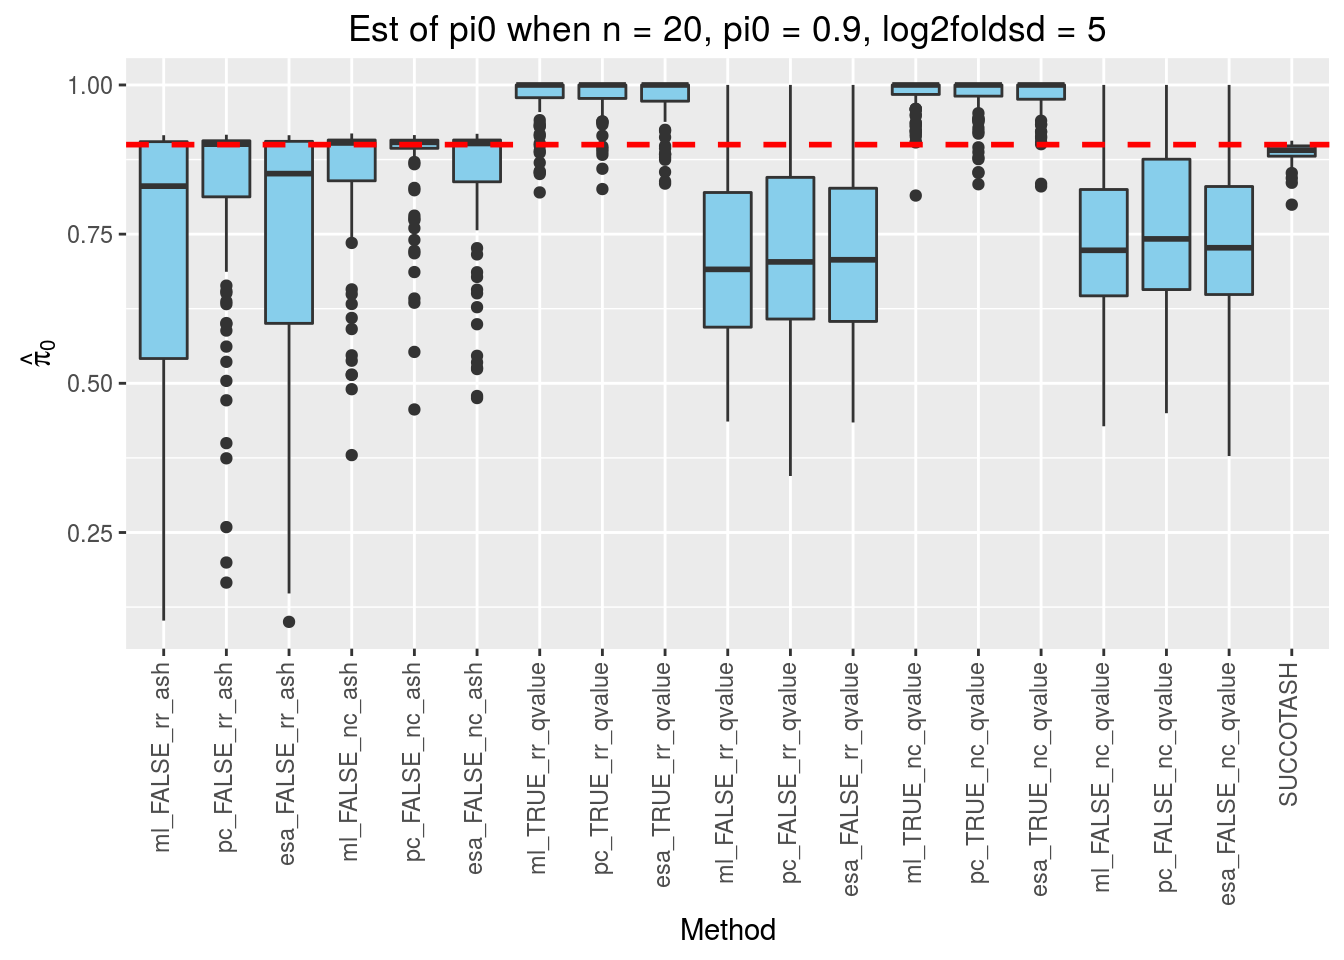 Est of pi0 when n = 20, pi0 = 0.9, log2foldsd = 5
1.00
0.75
0.50
0.25
π̂₀
ml_FALSE_rr_ash
pc_FALSE_rr_ash
esa_FALSE_rr_ash
ml_FALSE_nc_ash
pc_FALSE_nc_ash
esa_FALSE_nc_ash
ml_TRUE_rr_qvalue
pc_TRUE_rr_qvalue
esa_TRUE_rr_qvalue
ml_FALSE_rr_qvalue
pc_FALSE_rr_qvalue
esa_FALSE_rr_qvalue
ml_TRUE_nc_qvalue
pc_TRUE_nc_qvalue
esa_TRUE_nc_qvalue
ml_FALSE_nc_qvalue
pc_FALSE_nc_qvalue
esa_FALSE_nc_qvalue
SUCCOTASH
Method